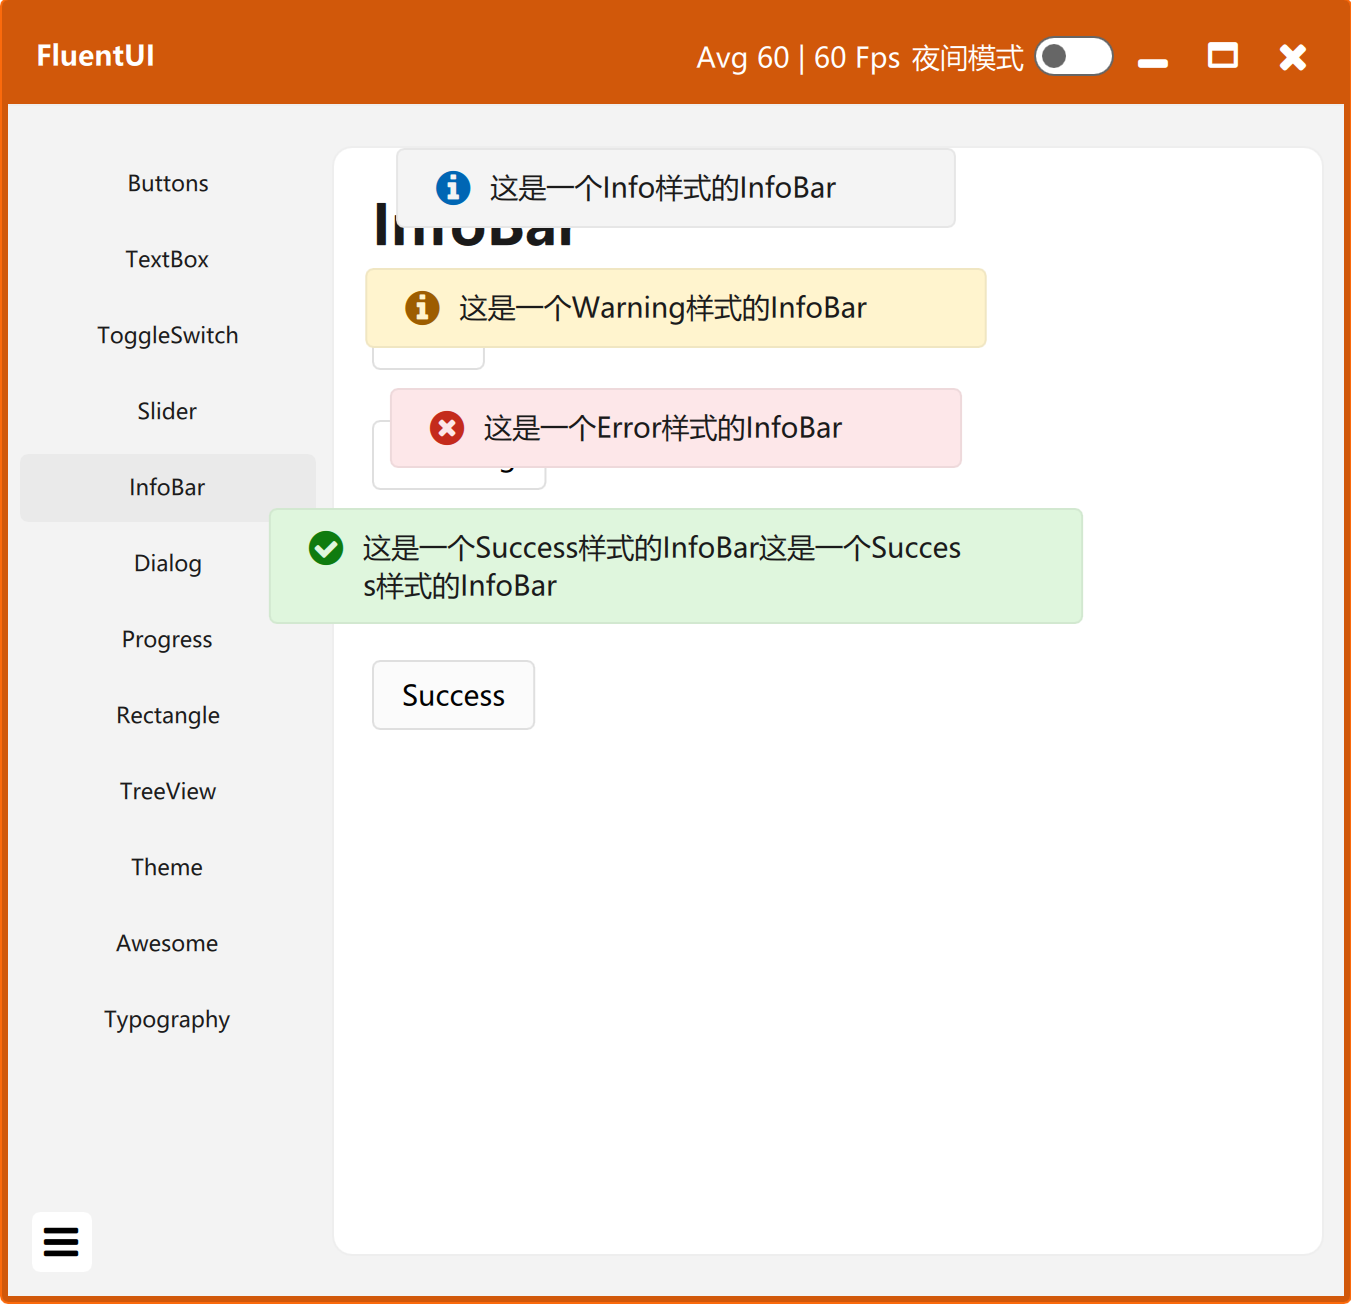 FluentUI
Avg 60 | 60 Fps 夜间模式
Buttons
TextBox
ToggleSwitch
Slider
InfoBar
Dialog
Progress
Rectangle
TreeView
Theme
Awesome
Typography
InfoBar
这是一个Info样式的InfoBar
这是一个Warning样式的InfoBar
这是一个Error样式的InfoBar
这是一个Success样式的InfoBar这是一个Succes
s样式的InfoBar
Success